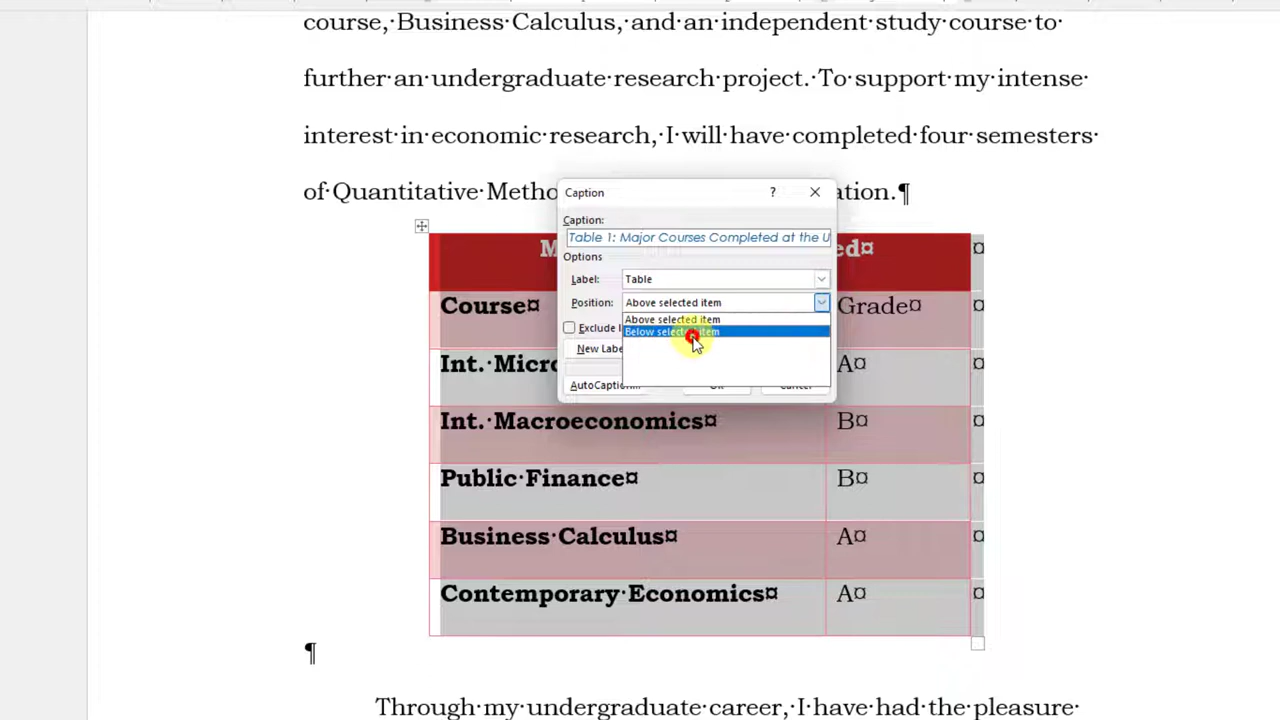 course,·Business·Calculus,·and·an·independent·study·course·to·
further·an·undergraduate·research·project.·To·support·my·intense·
interest·in·economic·research,·I·will·have·completed·four·semesters·
of·Quantitative· ation.¶
Caption ? ×
Caption:
Table 1: Major Courses Completed at the U
ed¤ ¤
Options
Label: Table
Position: Above selected item
Course¤ Grade¤ ¤
Above selected item
Below selected item
Exclude
New
Int.· A¤ ¤
AutoCaption...
Int.·Macroeconomics¤ B¤ ¤
Public·Finance¤ B¤ ¤
Business·Calculus¤ A¤ ¤
Contemporary·Economics¤ A¤ ¤
¶
Through·my·undergraduate·career,·I·have·had·the·pleasure·